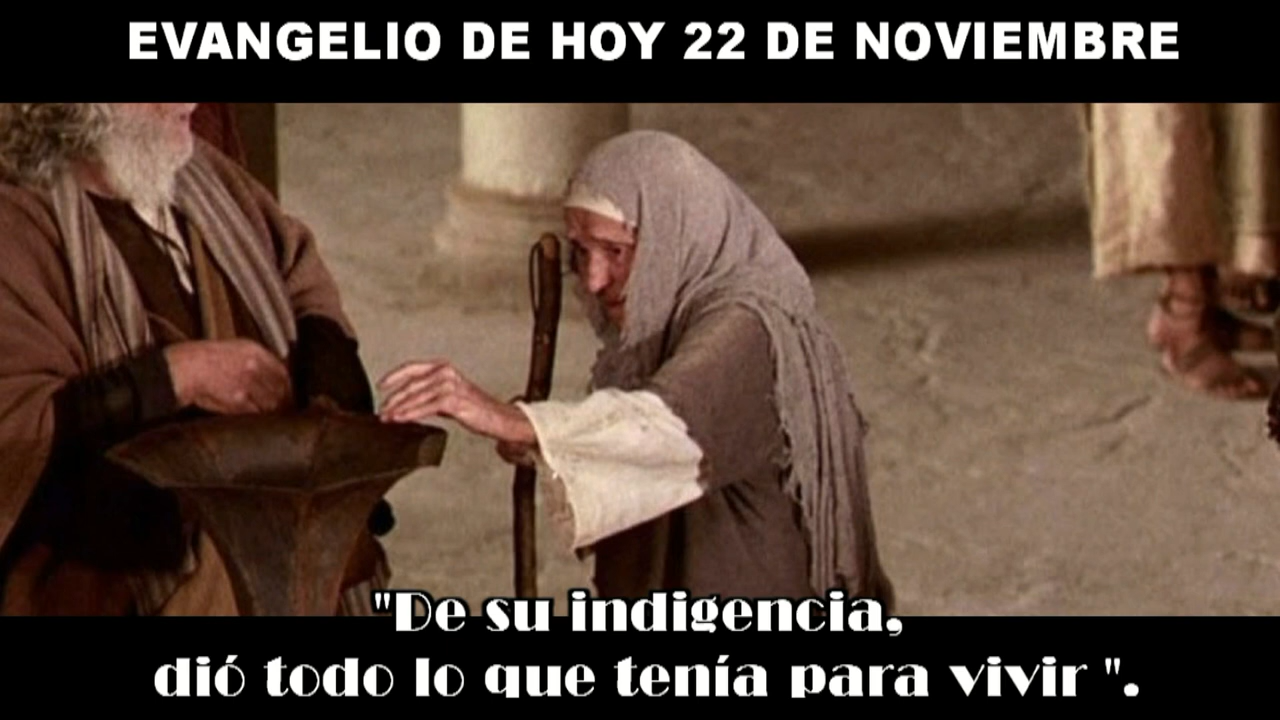 EVANGELIO DE HOY 22 DE NOVIEMBRE
"De su indigencia,
dió todo lo que tenía para vivir ".